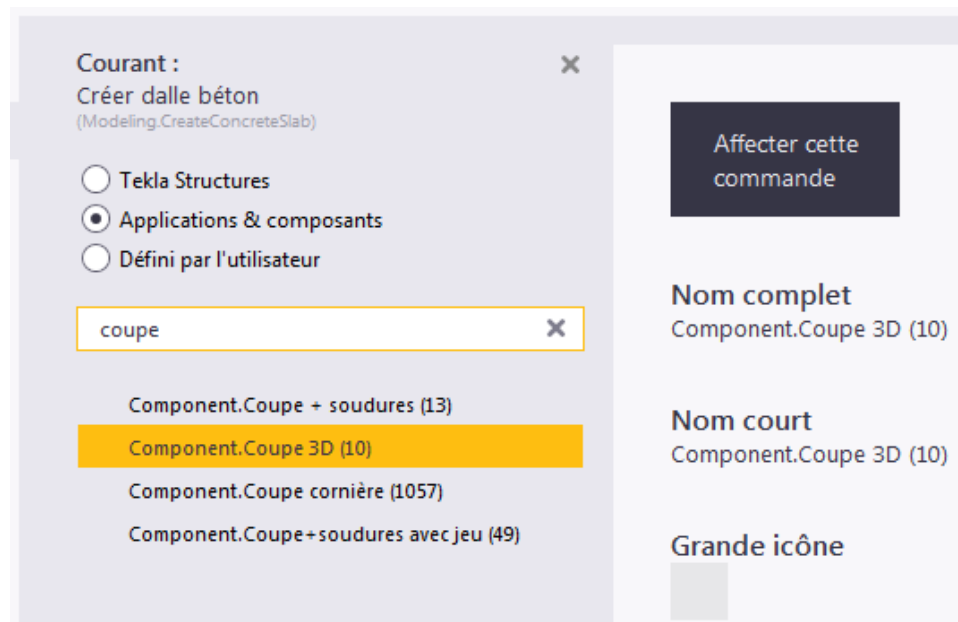 Courant :
Créer dalle béton
(Modeling.CreateConcreteSlab)
Tekla Structures
Applications & composants
Défini par l'utilisateur
coupe
Component.Coupe + soudures (13)
Component.Coupe 3D (10)
Component.Coupe cornière (1057)
Component.Coupe+soudures avec jeu (49)
Affecter cette
commande
Nom complet
Component.Coupe 3D (10)
Nom court
Component.Coupe 3D (10)
Grande icône